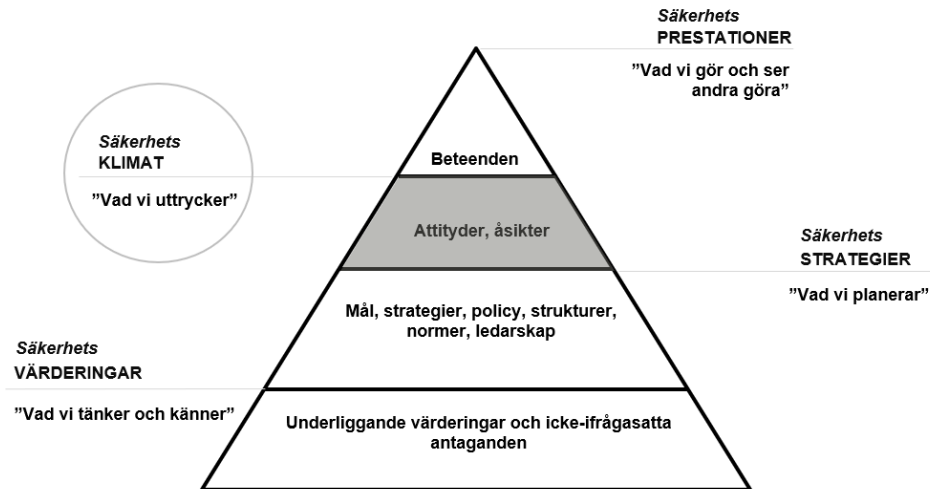 Säkerhets
PRESTATIONER
”Vad vi gör och ser
andra göra”
Beteenden
Säkerhets
KLIMAT
”Vad vi uttrycker”
Attityder, åsikter
Säkerhets
STRATEGIER
”Vad vi planerar”
Mål, strategier, policy, strukturer,
normer, ledarskap
Säkerhets
VÄRDERINGAR
”Vad vi tänker och känner”
Underliggande värderingar och icke-ifrågasatta
antaganden